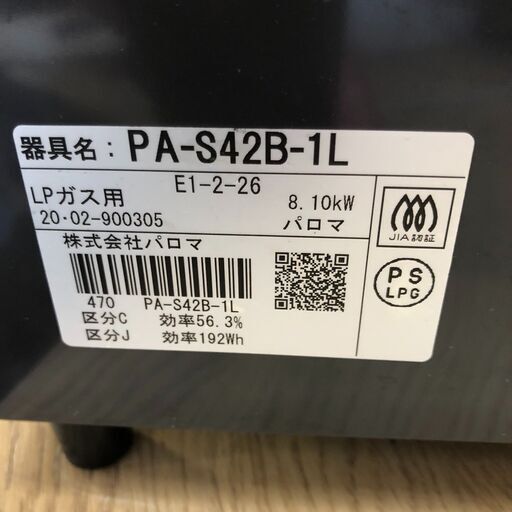 器具名：PA-S42B-1L
E1-2-26
LPガス用
8.10kW
20・02-900305
パロマ
株式会社パロマ
470 PA-S42B-1L
区分C 効率56.3%
区分J 効率192Wh
JIA認証
PS
LPG